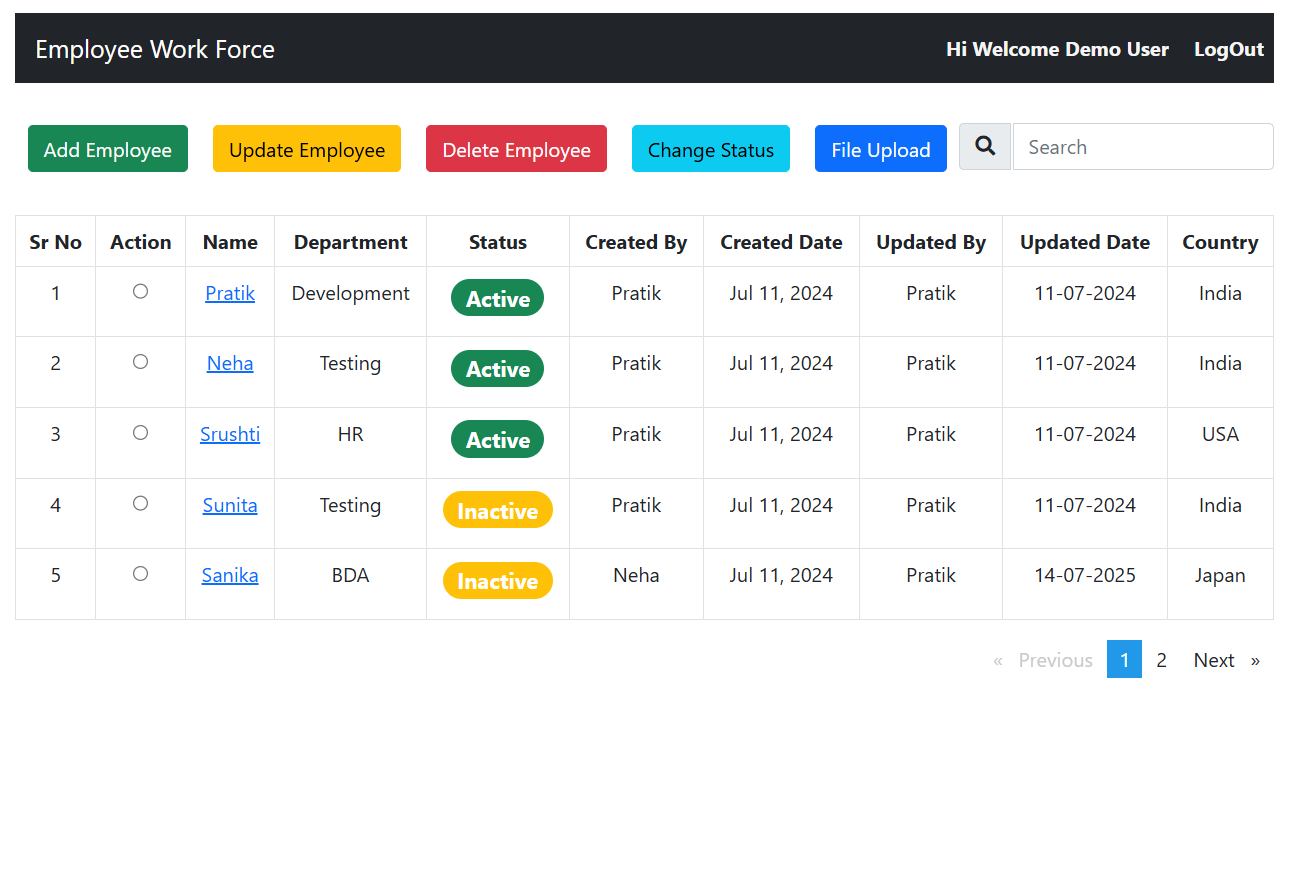 Employee Work Force Hi Welcome Demo User LogOut
Add Employee Update Employee Delete Employee Change Status File Upload Search
Sr No Action Name Department Status Created By Created Date Updated By Updated Date Country
1 Pratik Development Active Pratik Jul 11, 2024 Pratik 11-07-2024 India
2 Neha Testing Active Pratik Jul 11, 2024 Pratik 11-07-2024 India
3 Srushti HR Active Pratik Jul 11, 2024 Pratik 11-07-2024 USA
4 Sunita Testing Inactive Pratik Jul 11, 2024 Pratik 11-07-2024 India
5 Sanika BDA Inactive Neha Jul 11, 2024 Pratik 14-07-2025 Japan
« Previous 1 2 Next »